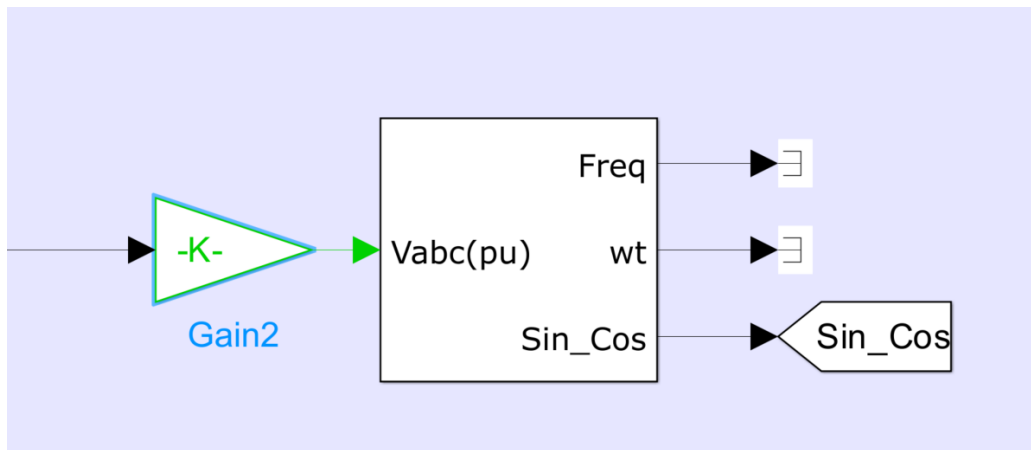 Freq
-K-
Vabc(pu)
wt
Gain2
Sin_Cos
Sin_Cos